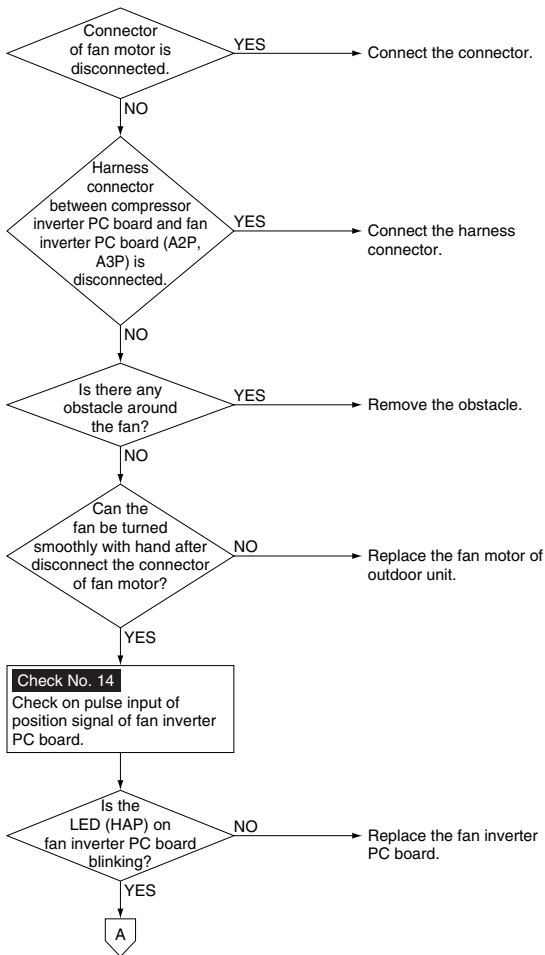 Connector
of fan motor is
disconnected.
YES
Connect the connector.
NO
Harness
connector
between compressor
inverter PC board and fan
inverter PC board (A2P,
A3P) is
disconnected.
YES
Connect the harness
connector.
NO
Is there any
obstacle around
the fan?
YES
Remove the obstacle.
NO
Can the
fan be turned
smoothly with hand after
disconnect the connector
of fan motor?
NO
Replace the fan motor of
outdoor unit.
YES
Check No. 14
Check on pulse input of
position signal of fan inverter
PC board.
Is the
LED (HAP) on
fan inverter PC board
blinking?
NO
Replace the fan inverter
PC board.
YES
A